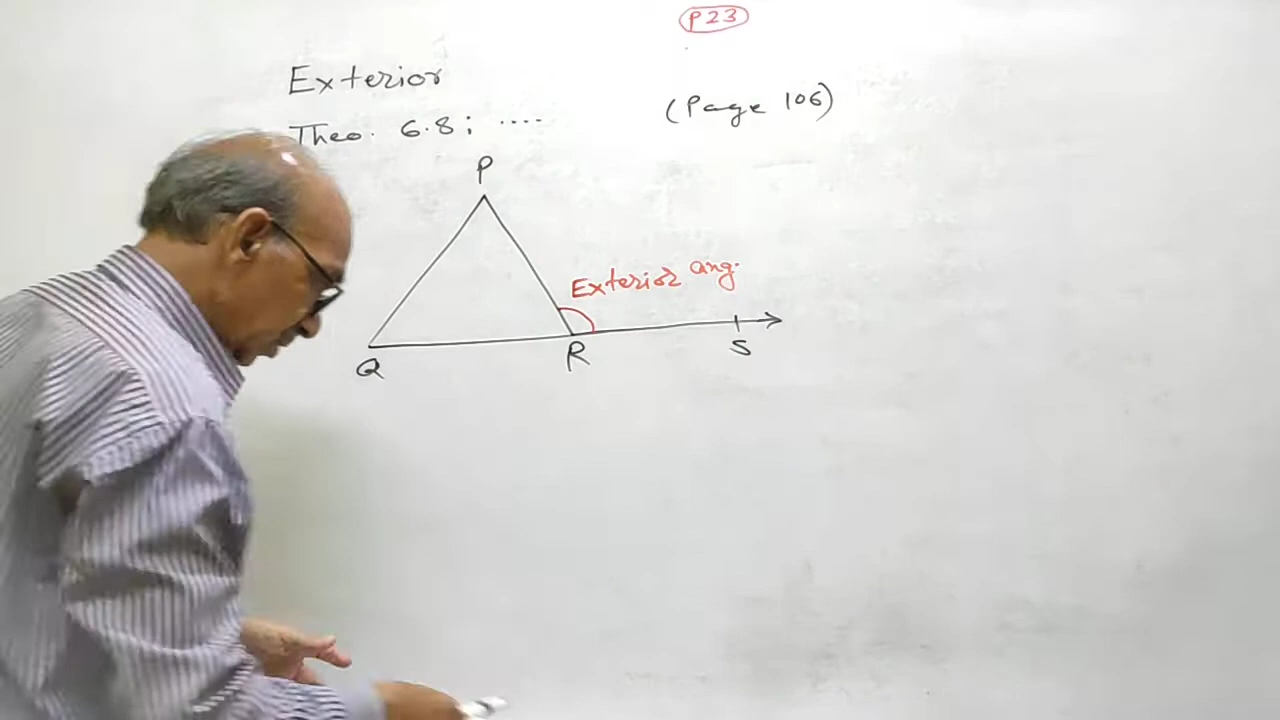 P23
Exterior
(Page 106)
Theo. 6.8; ....
P
Exterior ang.
Q
R
S